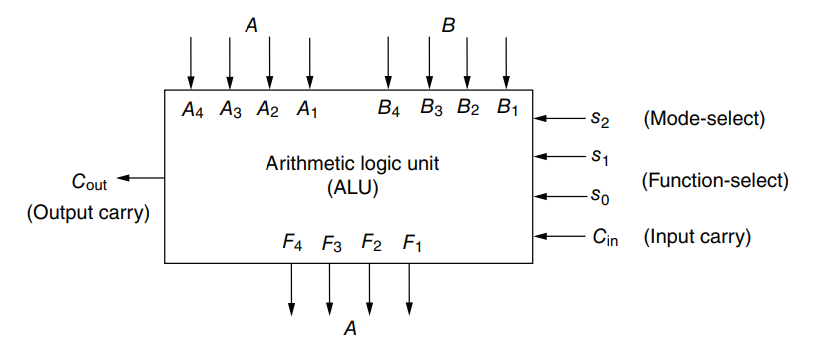 A B
A4 A3 A2 A1 B4 B3 B2 B1
s2 (Mode-select)
s1
Arithmetic logic unit
(ALU)
(Function-select)
Cout
s0
(Output carry)
F4 F3 F2 F1
Cin (Input carry)
A